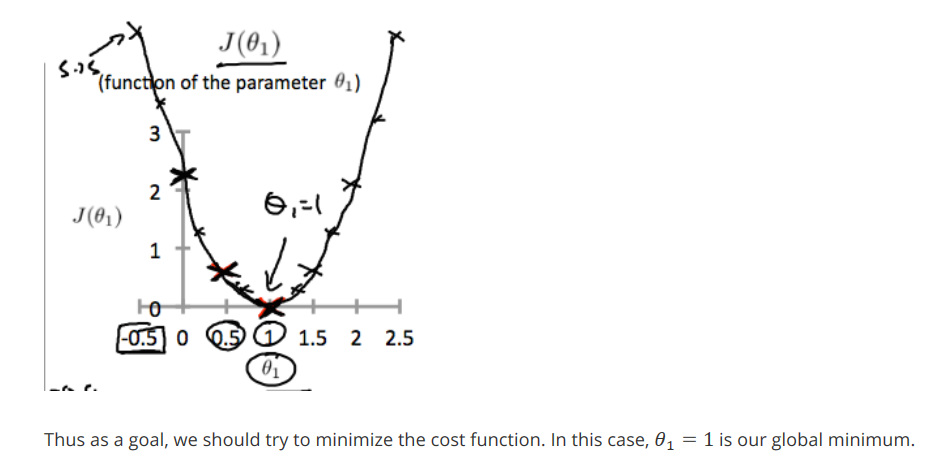 J(θ₁)
5.25
(function of the parameter θ₁)
3
2
J(θ₁)
θ₁=1
1
0
-0.5 0 0.5 1 1.5 2 2.5
θ₁
Thus as a goal, we should try to minimize the cost function. In this case, θ₁ = 1 is our global minimum.